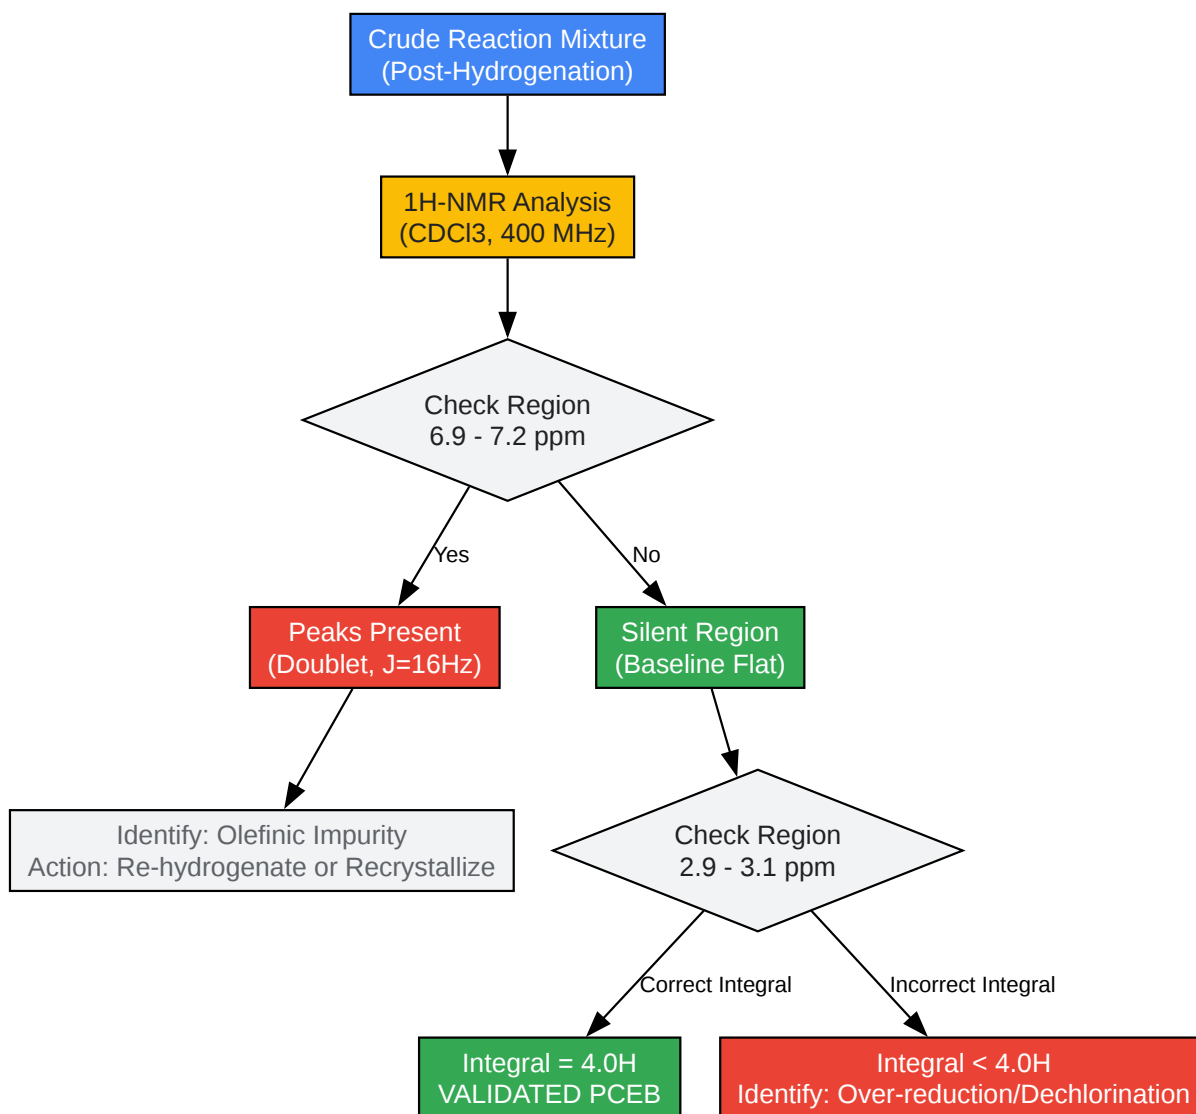 Crude Reaction Mixture
(Post-Hydrogenation)
1H-NMR Analysis
(CDCl3, 400 MHz)
Check Region
6.9 - 7.2 ppm
Yes
No
Peaks Present
(Doublet, J=16Hz)
Silent Region
(Baseline Flat)
Identify: Olefinic Impurity
Action: Re-hydrogenate or Recrystallize
Check Region
2.9 - 3.1 ppm
Correct Integral
Incorrect Integral
Integral = 4.0H
VALIDATED PCEB
Integral < 4.0H
Identify: Over-reduction/Dechlorination